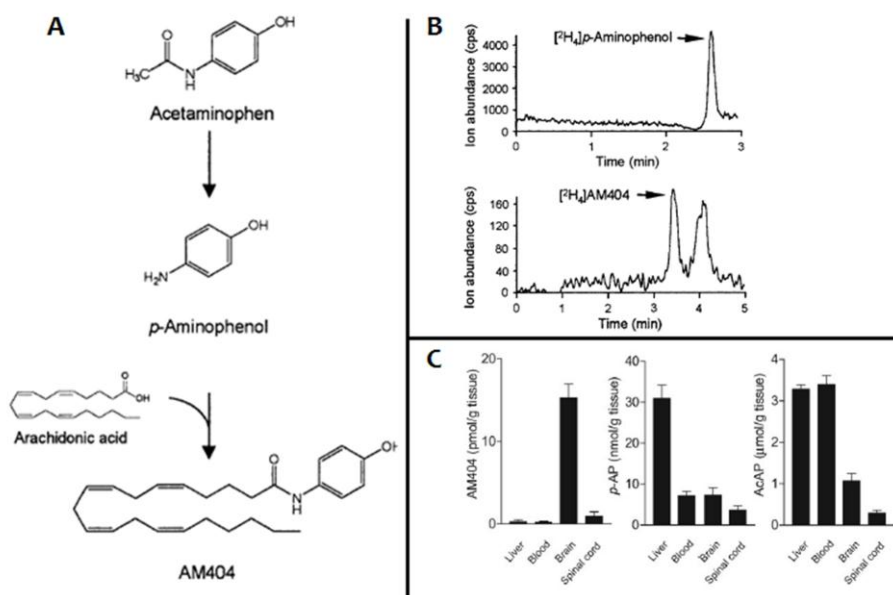 A
O
OH
H₃C
N
H
Acetaminophen
OH
H₂N
p-Aminophenol
O
OH
Arachidonic acid
O
N
H
OH
AM404
B
[²H₄]p-Aminophenol
Ion abundance (cps)
4000
3000
2000
1000
0
0
1
2
3
Time (min)
[²H₄]AM404
Ion abundance (cps)
160
120
80
40
0
0
1
2
3
4
5
Time (min)
C
AM404 (pmol/g tissue)
20
10
0
Liver
Blood
Brain
Spinal cord
p-AP (nmol/g tissue)
40
30
20
10
0
Liver
Blood
Brain
Spinal cord
AcAP (μmol/g tissue)
4
3
2
1
0
Liver
Blood
Brain
Spinal cord